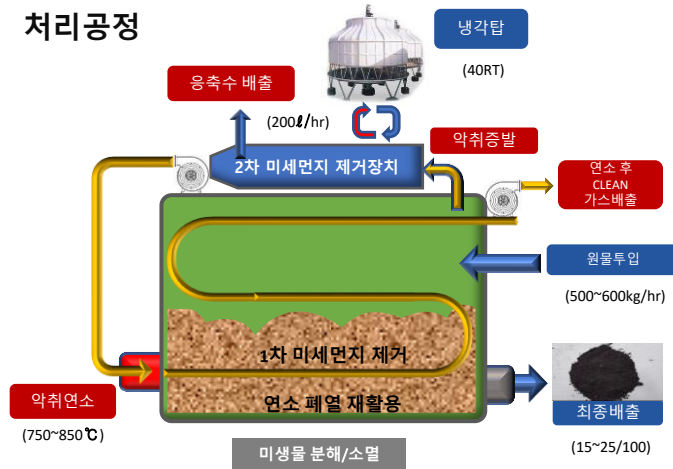 처리공정
냉각탑
(40RT)
응축수 배출
(200ℓ/hr)
악취증발
2차 미세먼지 제거장치
연소 후
CLEAN
가스배출
원물투입
(500~600kg/hr)
1차 미세먼지 제거
연소 폐열 재활용
악취연소
(750~850℃)
최종배출
(15~25/100)
미생물 분해/소멸